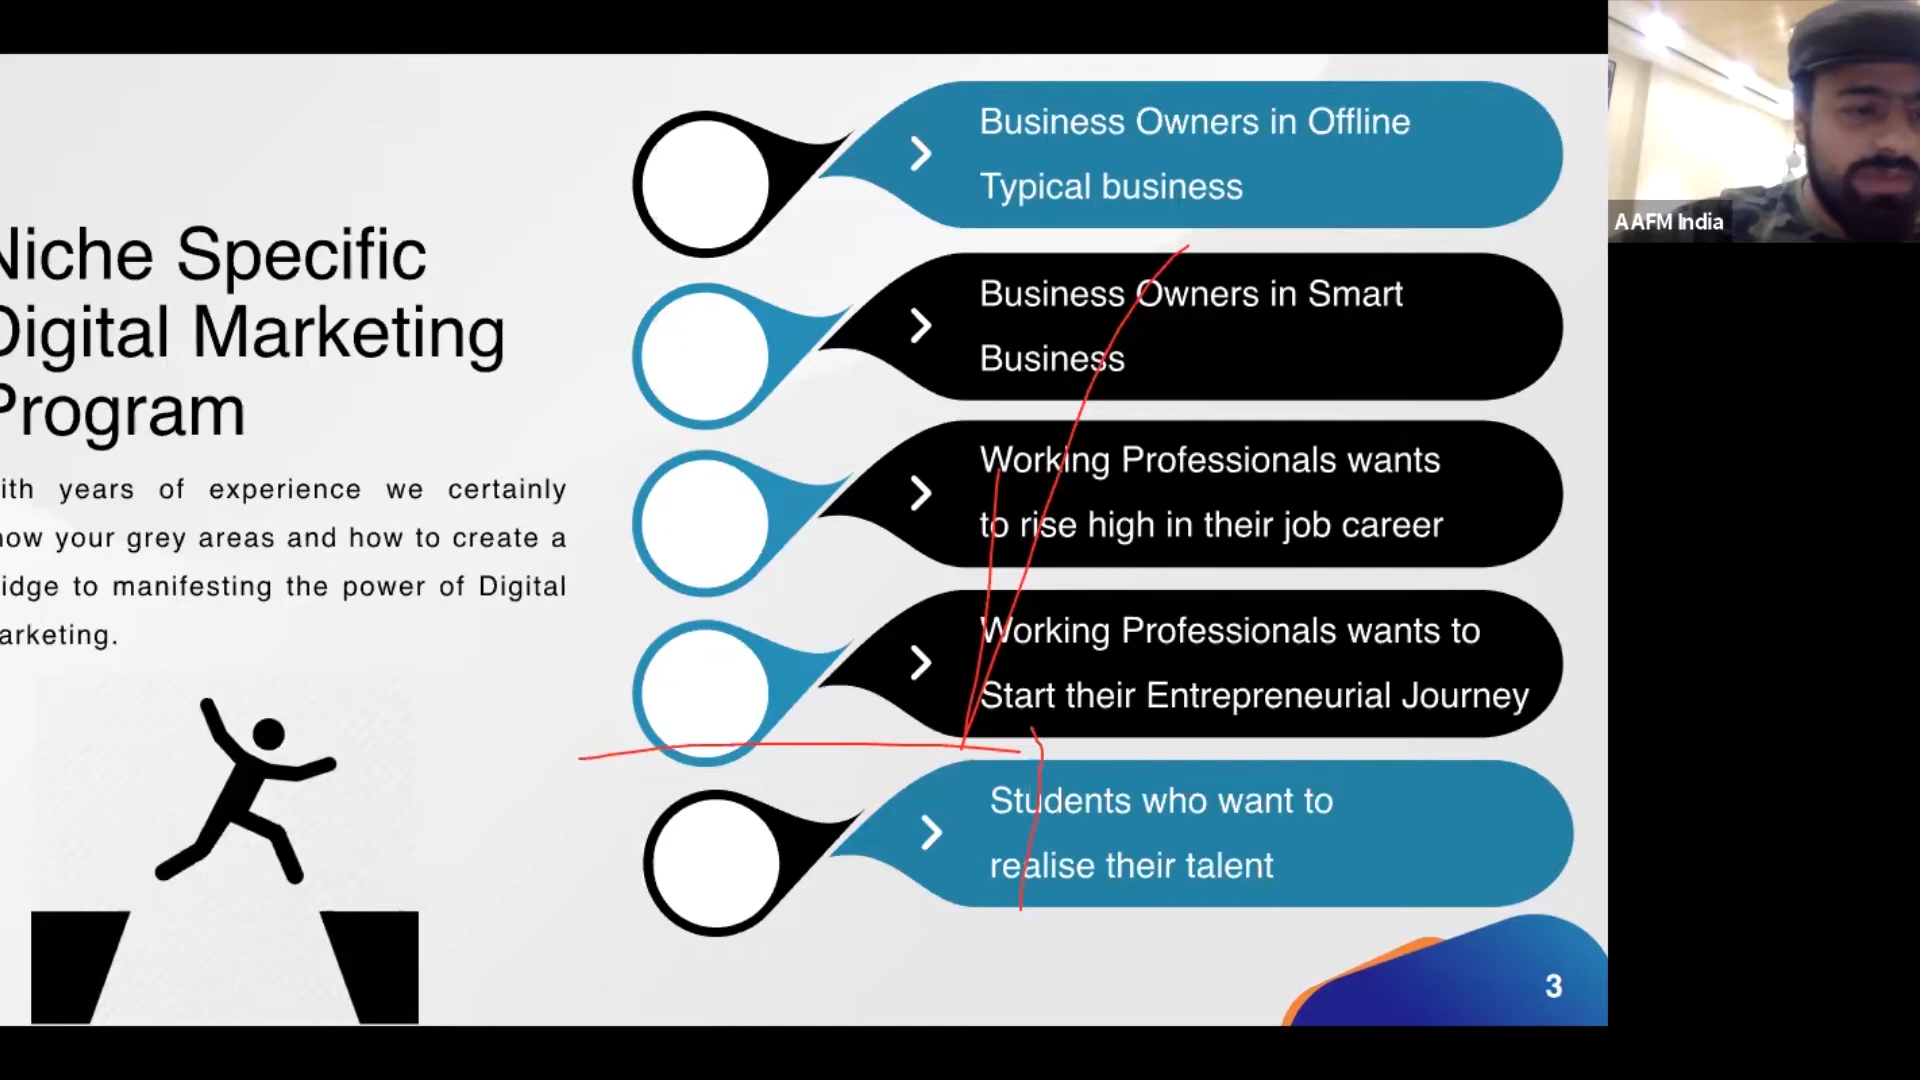 Niche Specific
Digital Marketing
Program
ith years of experience we certainly
now your grey areas and how to create a
idge to manifesting the power of Digital
arketing.
Business Owners in Offline
Typical business
Business Owners in Smart
Business
Working Professionals wants
to rise high in their job career
Working Professionals wants to
Start their Entrepreneurial Journey
Students who want to
realise their talent
3
AAFM India